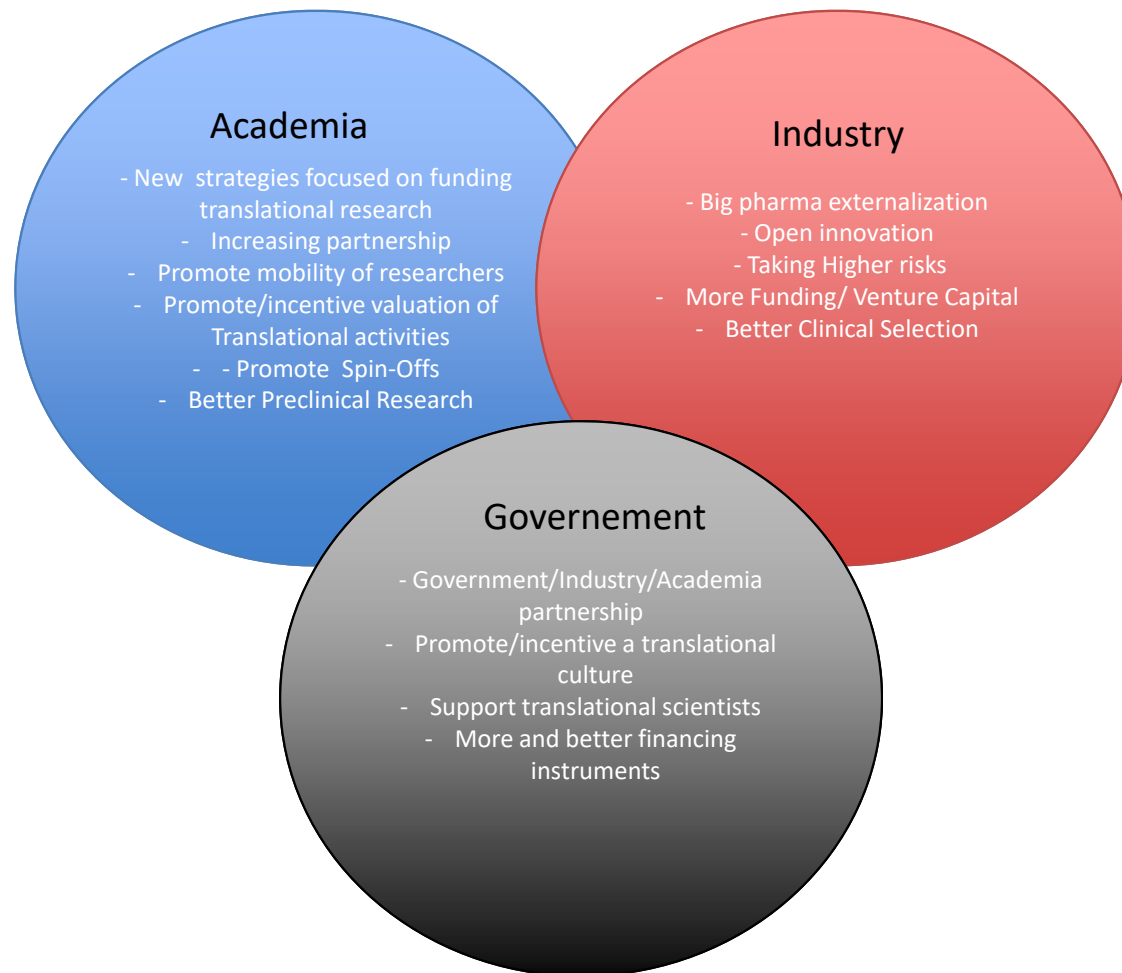 Academia
- New  strategies focused on funding
translational research
-   Increasing partnership
-   Promote mobility of researchers
-   Promote/incentive valuation of
Translational activities
-   - Promote  Spin-Offs
-   Better Preclinical Research
Industry
- Big pharma externalization
- Open innovation
- Taking Higher risks
-   More Funding/ Venture Capital
-   Better Clinical Selection
Governement
- Government/Industry/Academia
partnership
-   Promote/incentive a translational
culture
-   Support translational scientists
-   More and better financing
instruments